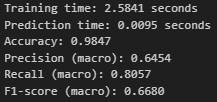 Training time: 2.5841 seconds
Prediction time: 0.0095 seconds
Accuracy: 0.9847
Precision (macro): 0.6454
Recall (macro): 0.8057
F1-score (macro): 0.6680